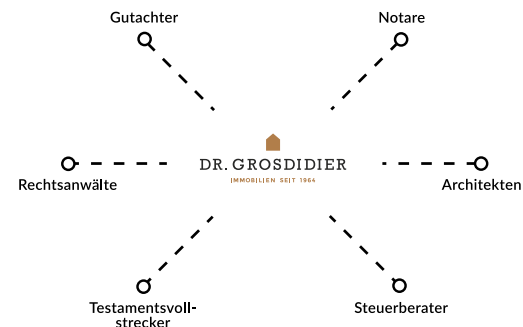 Gutachter
Notare
DR. GROSDIDIER
IMMOBILIEN SEIT 1964
Rechtsanwälte
Architekten
Testamentsvoll-
strecker
Steuerberater